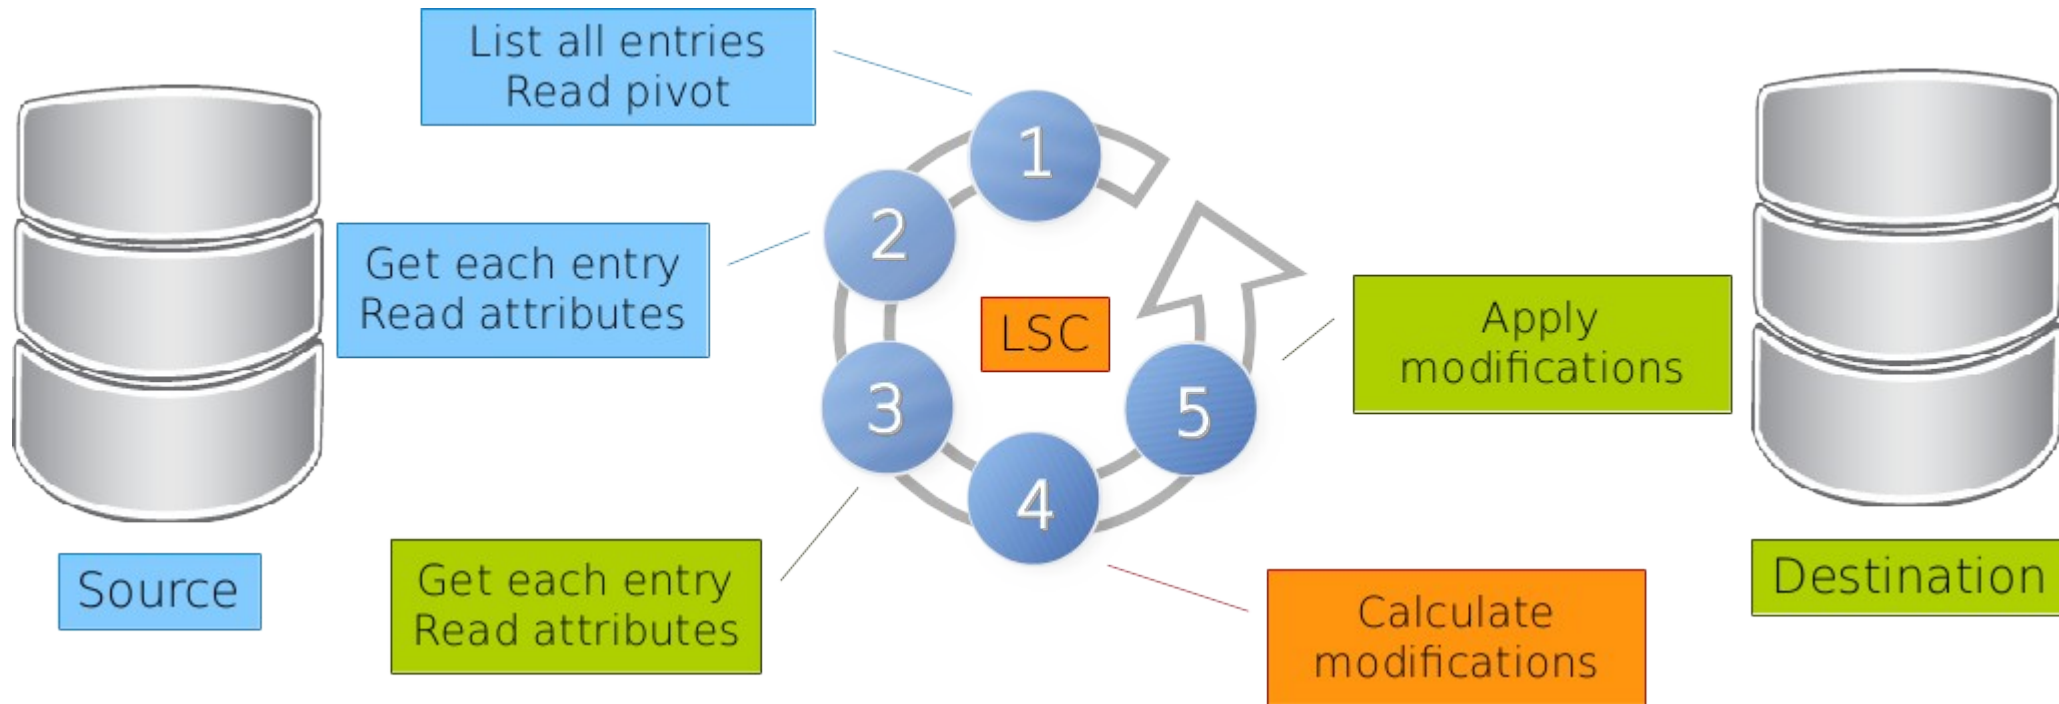 List all entries
Read pivot
1
2
Get each entry
Read attributes
LSC
Apply
modifications
3
5
4
Source
Get each entry
Read attributes
Calculate
modifications
Destination